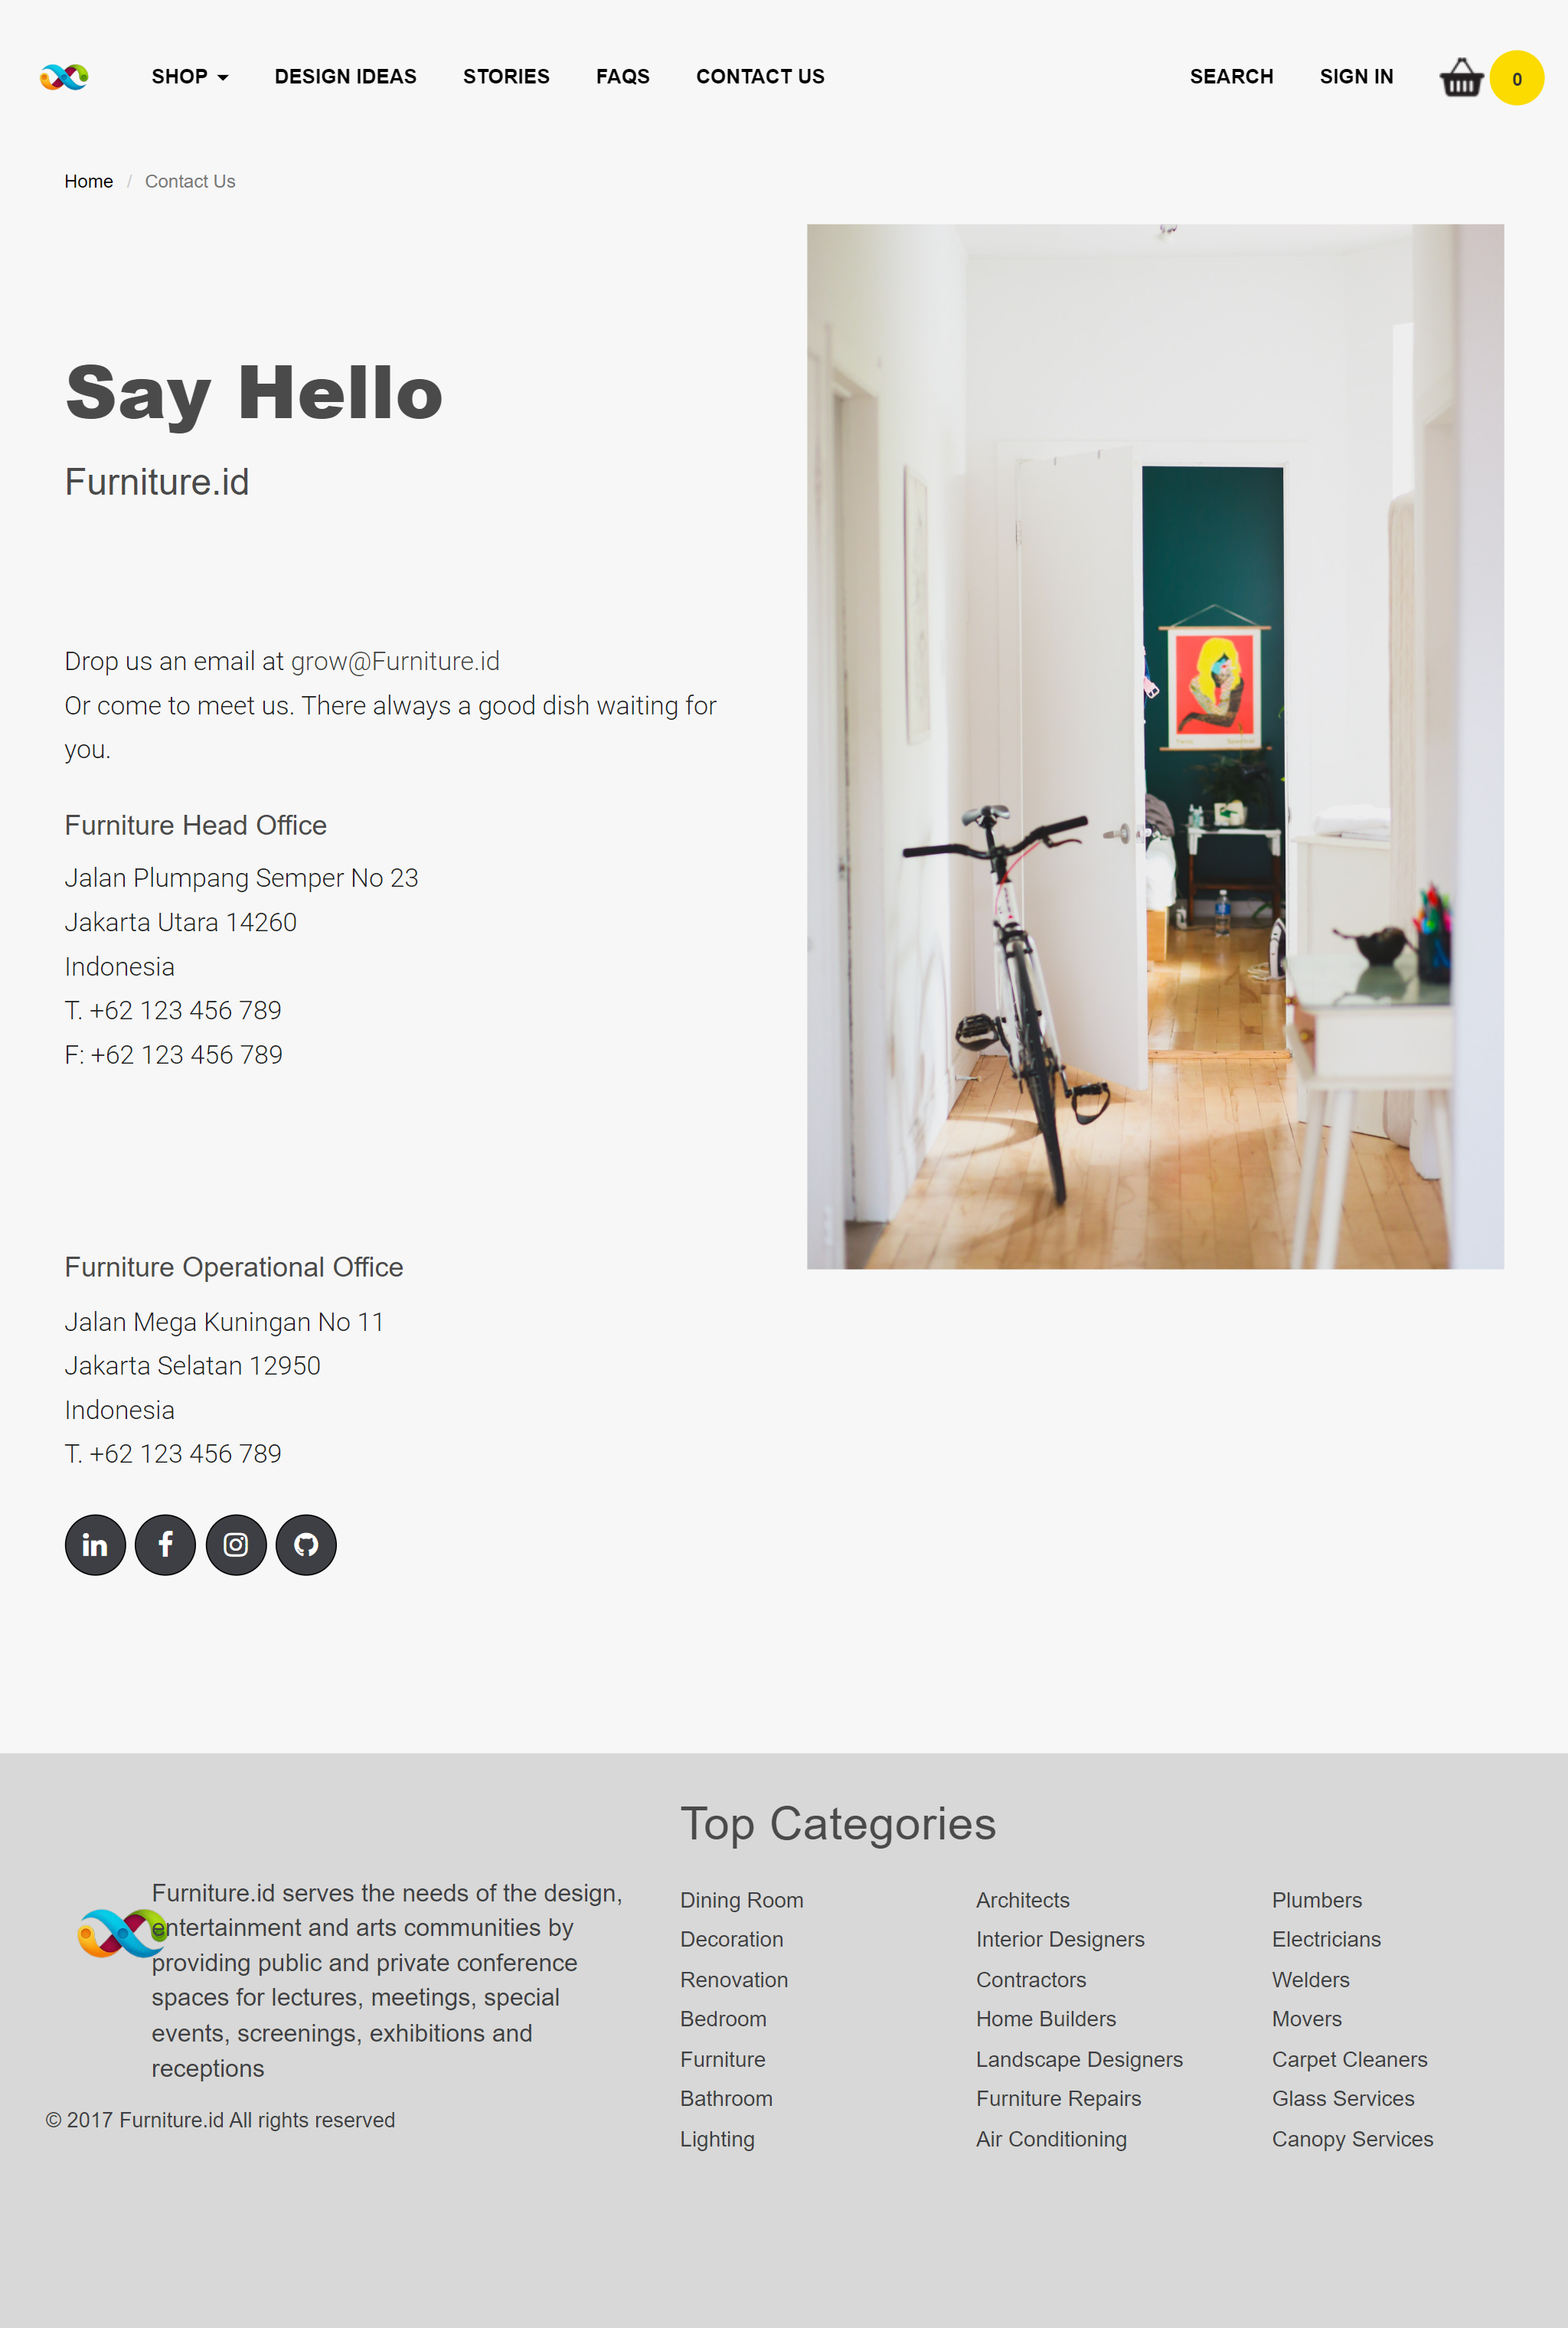 SHOP
DESIGN IDEAS
STORIES
FAQS
CONTACT US
SEARCH
SIGN IN
0
Home / Contact Us
Say Hello
Furniture.id
Drop us an email at grow@Furniture.id
Or come to meet us. There always a good dish waiting for
you.
Furniture Head Office
Jalan Plumpang Semper No 23
Jakarta Utara 14260
Indonesia
T. +62 123 456 789
F: +62 123 456 789
Furniture Operational Office
Jalan Mega Kuningan No 11
Jakarta Selatan 12950
Indonesia
T. +62 123 456 789
Furniture.id serves the needs of the design,
entertainment and arts communities by
providing public and private conference
spaces for lectures, meetings, special
events, screenings, exhibitions and
receptions
© 2017 Furniture.id All rights reserved
Top Categories
Dining Room
Decoration
Renovation
Bedroom
Furniture
Bathroom
Lighting
Architects
Interior Designers
Contractors
Home Builders
Landscape Designers
Furniture Repairs
Air Conditioning
Plumbers
Electricians
Welders
Movers
Carpet Cleaners
Glass Services
Canopy Services